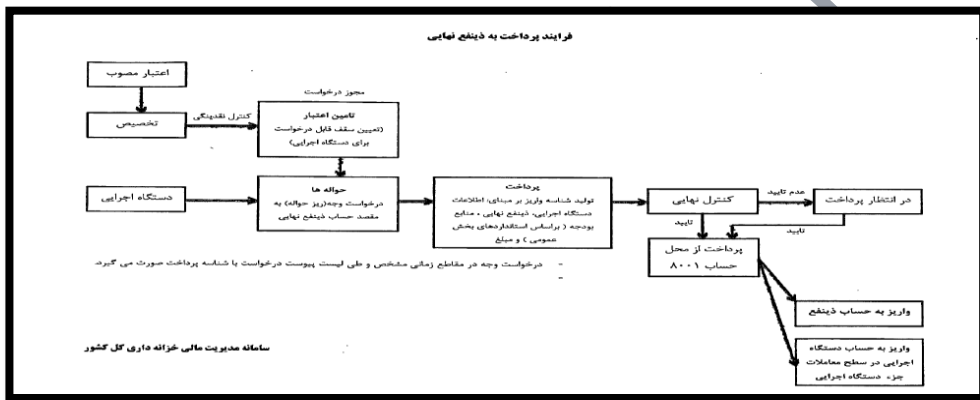 فرایند پرداخت به ذینفع نهایی
اعتبار مصوب
تخصیص
کنترل نقدینگی
مجوز درخواست
تامین اعتبار
(تعیین سقف قابل درخواست
برای دستگاه اجرایی)
دستگاه اجرایی
حواله ها
درخواست وجه(ریز حواله) به
مقصد حساب ذینفع نهایی
پرداخت
تولید شناسه واریز بر مبنای: اطلاعات
دستگاه اجرایی، ذینفع نهایی ، منابع
بودجه ( براساس استانداردهای بخش
عمومی ) و مبلغ
کنترل نهایی
عدم تایید
در انتظار پرداخت
تایید
تایید
پرداخت از محل
حساب ۸۰۰۱
واریز به حساب ذینفع
واریز به حساب دستگاه
اجرایی در سطح معاملات
جزء دستگاه اجرایی
- درخواست وجه در مقاطع زمانی مشخص و طی لیست پیوست درخواست با شناسه پرداخت صورت می گیرد.
-
-
سامانه مدیریت مالی خزانه داری کل کشور